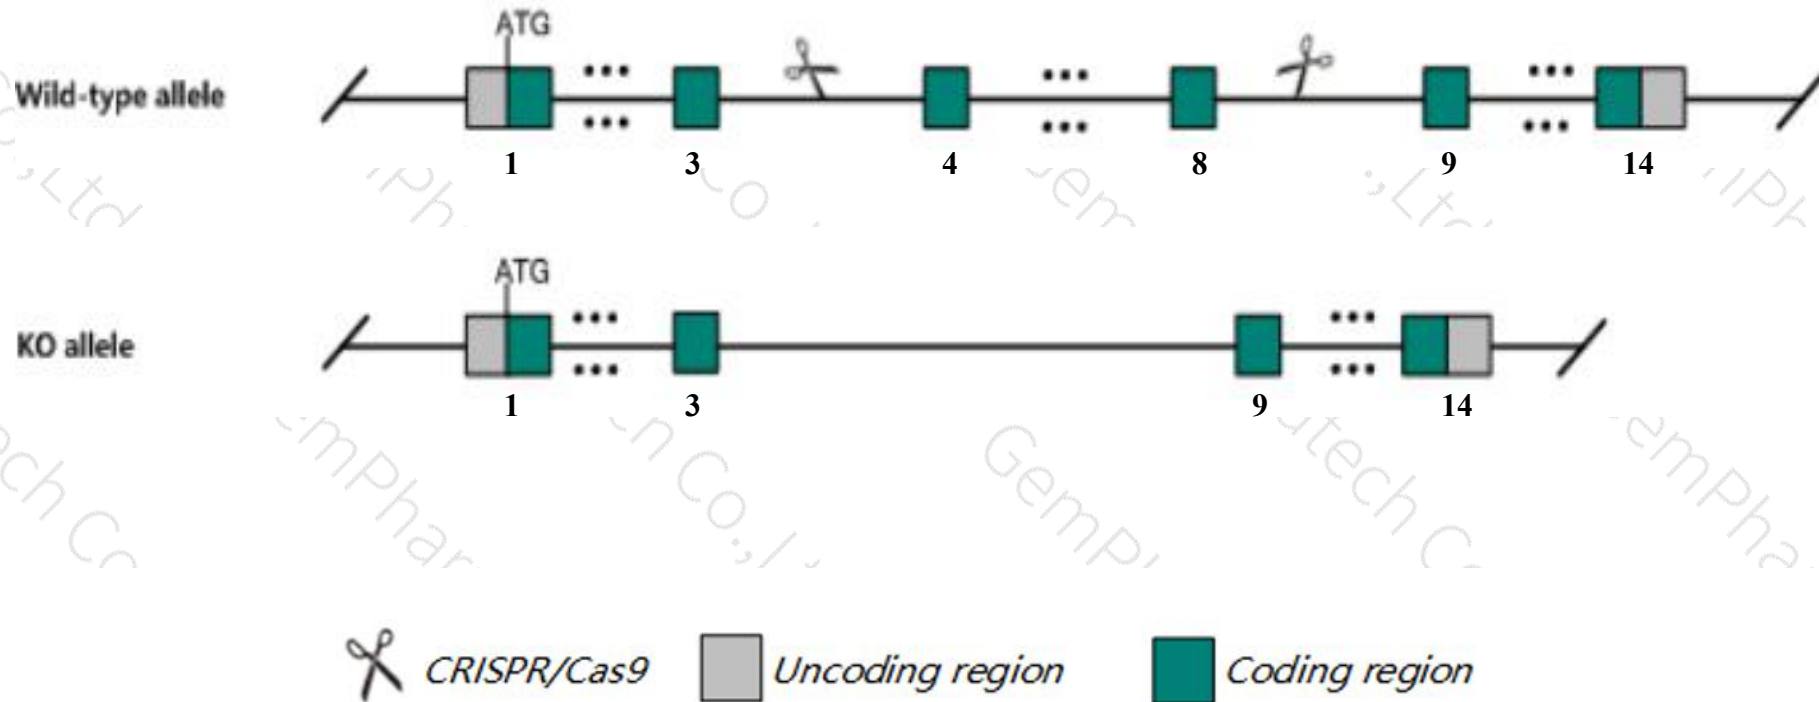 ATG
Wild-type allele
1 3 4 8 9 14
ATG
KO allele
1 3 9 14
CRISPR/Cas9 Uncoding region Coding region